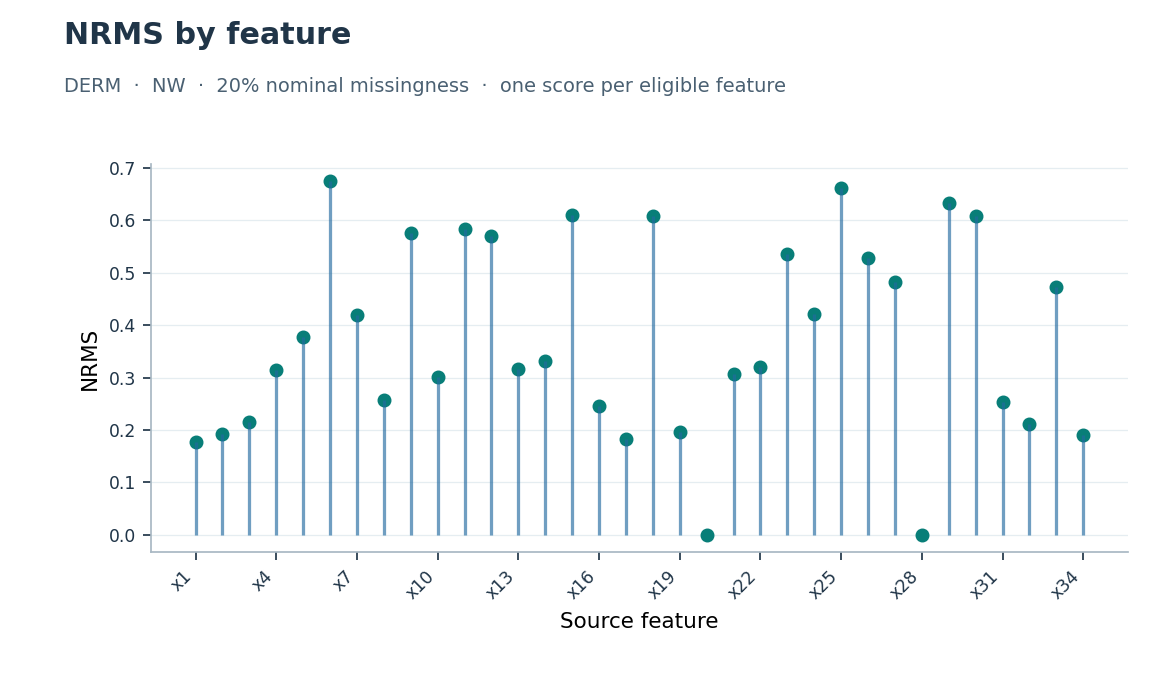 NRMS by feature
DERM · NW · 20% nominal missingness · one score per eligible feature
0.7
0.6
0.5
0.4
0.3
0.2
0.1
0.0
NRMS
x1 x4 x7 x10 x13 x16 x19 x22 x25 x28 x31 x34
Source feature